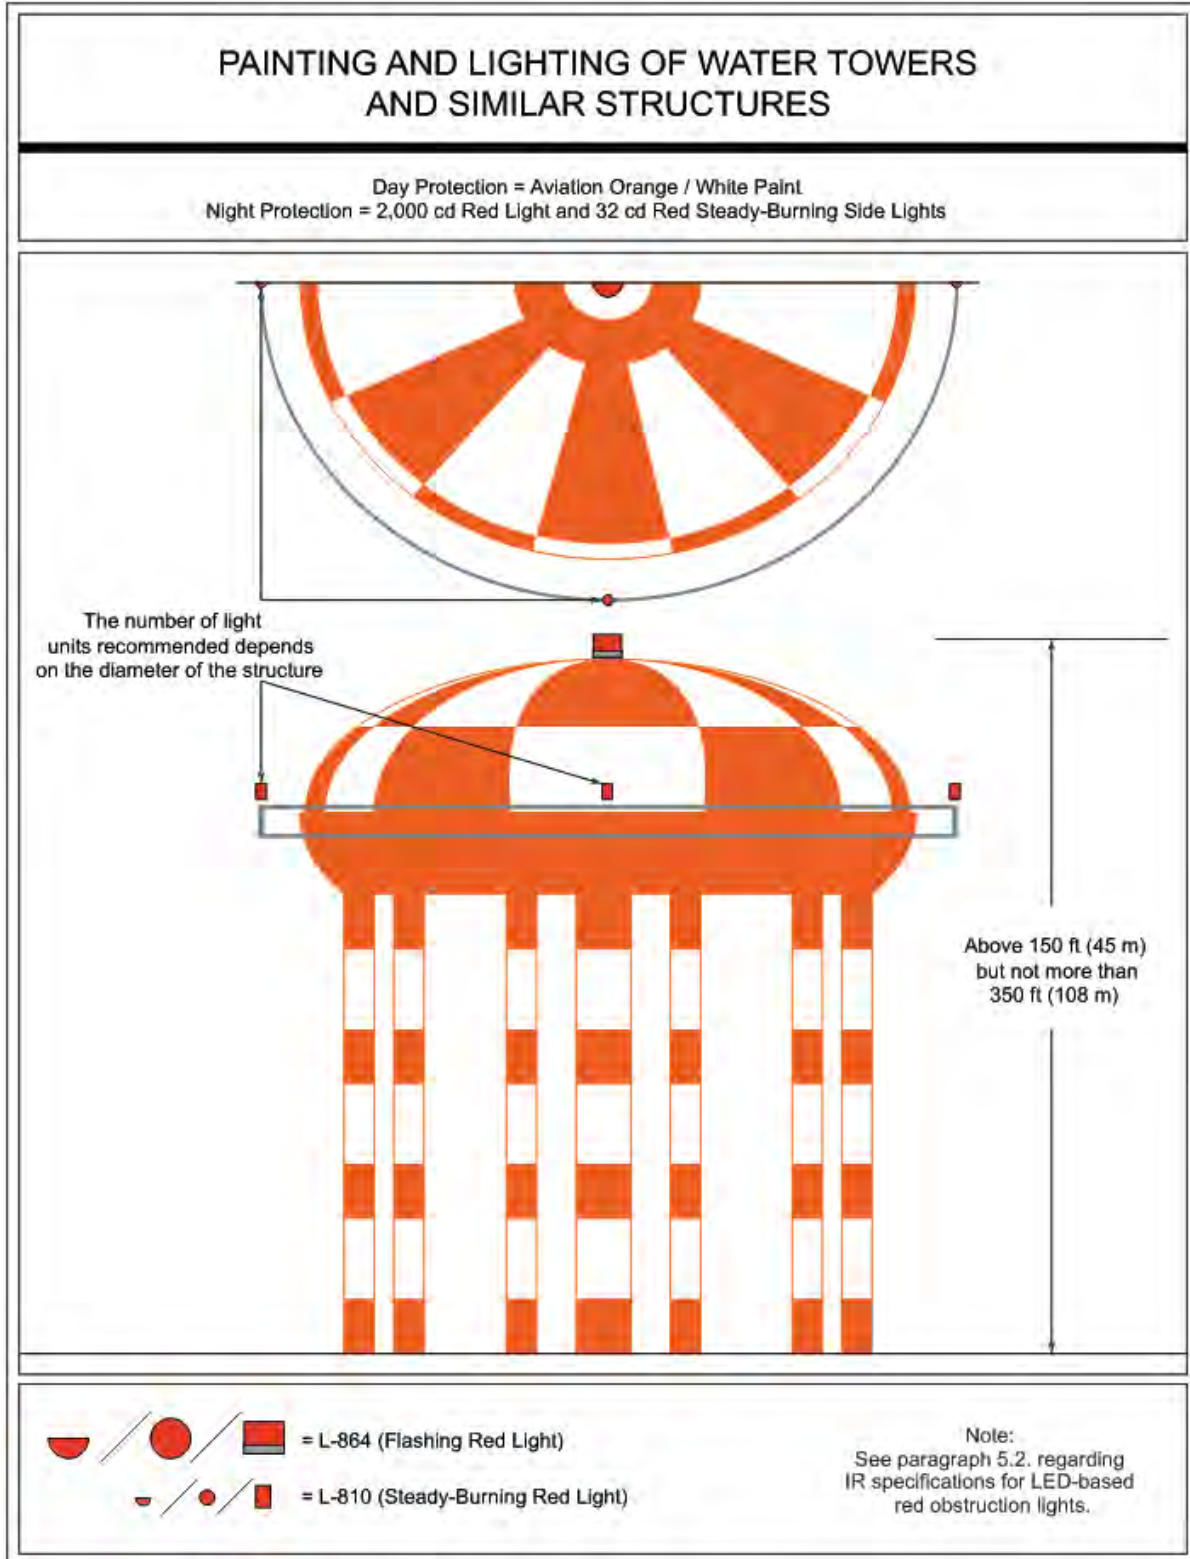 PAINTING AND LIGHTING OF WATER TOWERS
AND SIMILAR STRUCTURES
Day Protection = Aviation Orange / White Paint
Night Protection = 2,000 cd Red Light and 32 cd Red Steady-Burning Side Lights
The number of light
units recommended depends
on the diameter of the structure
Above 150 ft (45 m)
but not more than
350 ft (108 m)
= L-864 (Flashing Red Light)
= L-810 (Steady-Burning Red Light)
Note:
See paragraph 5.2. regarding
IR specifications for LED-based
red obstruction lights.